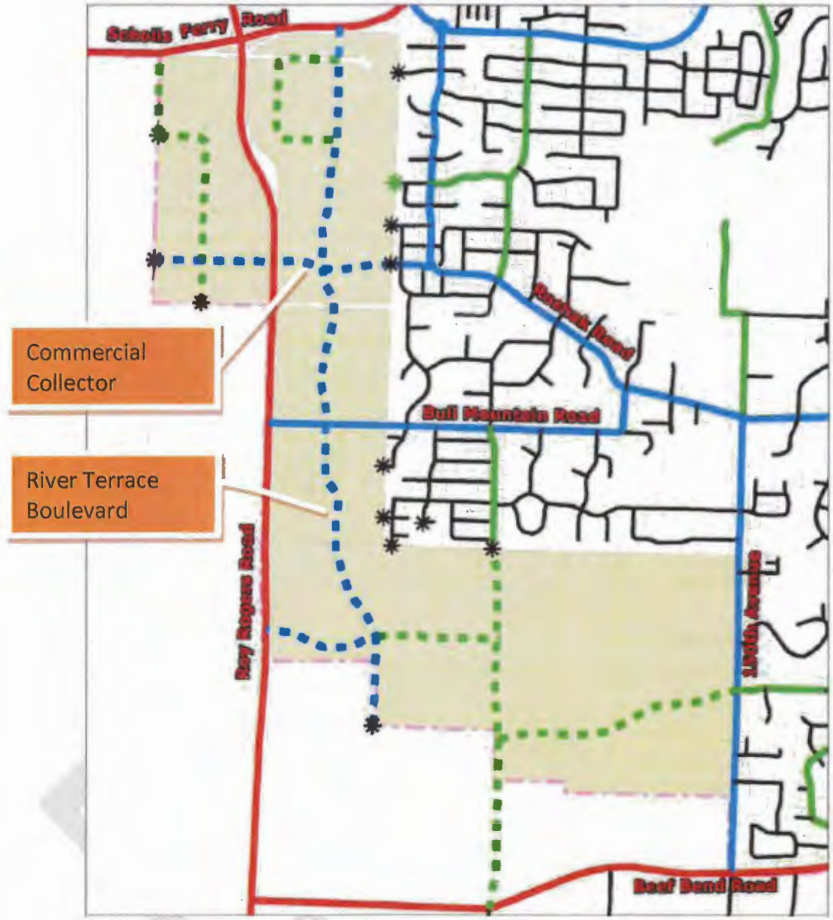 Scholls Ferry Road
Commercial
Collector
Roshak Road
Bull Mountain Road
River Terrace
Boulevard
Roy Rogers Road
150th Avenue
Beef Bend Road